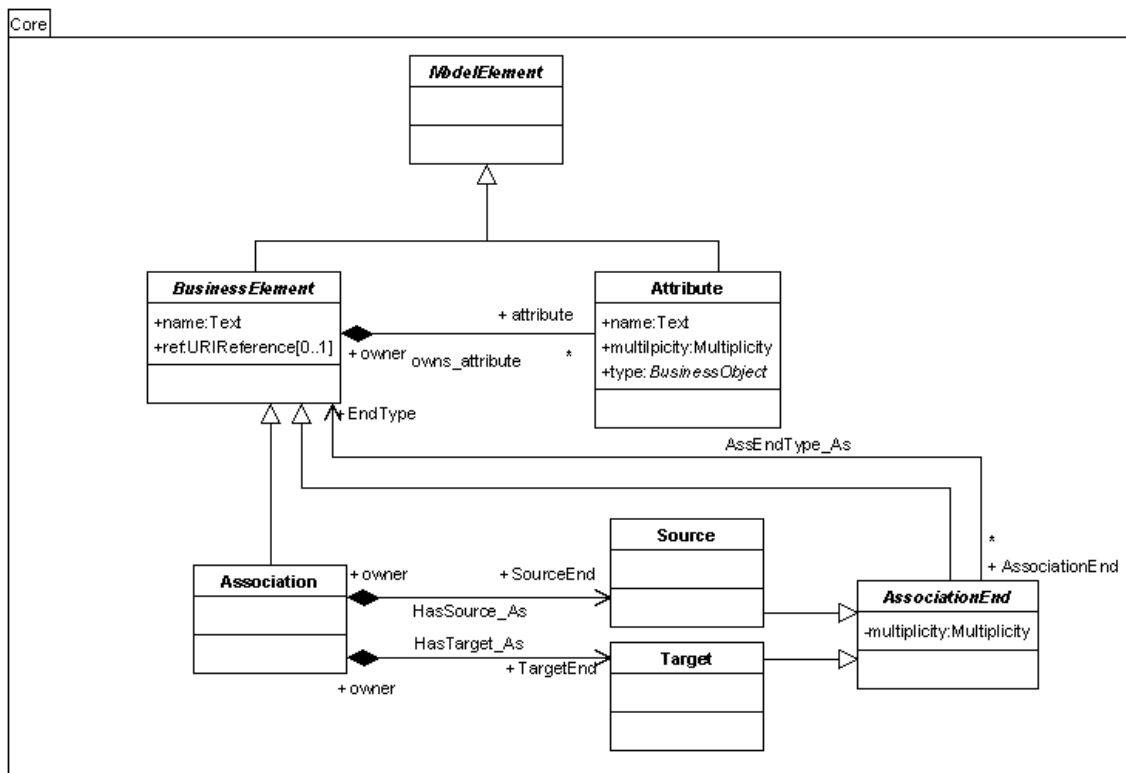 Core
ModelElement
BusinessElement
+name:Text
+ref:URIReference[0..1]
+ attribute
+ owner
owns_attribute
*
Attribute
+name:Text
+multilpicity:Multiplicity
+type: BusinessObject
+ EndType
AssEndType_As
*
+ AssociationEnd
Association
+ owner
+ SourceEnd
HasSource_As
HasTarget_As
+ TargetEnd
+ owner
Source
Target
AssociationEnd
-multiplicity:Multiplicity